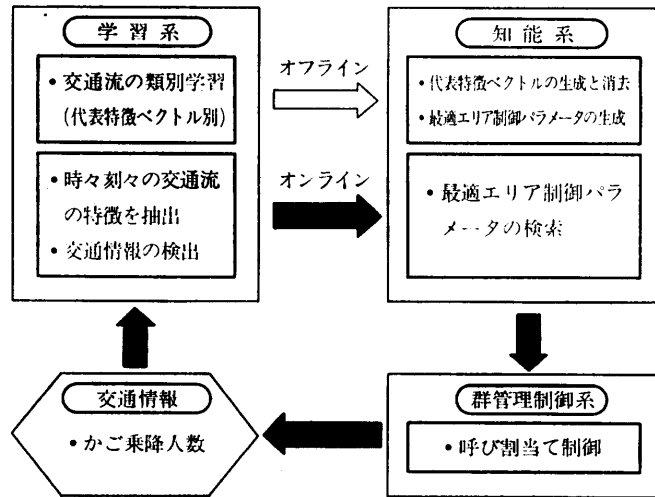 学習系
• 交通流の類別学習
(代表特徴ベクトル別)
• 時々刻々の交通流
の特徴を抽出
• 交通情報の検出
オフライン
オンライン
知能系
• 代表特徴ベクトルの生成と消去
• 最適エリア制御パラメータの生成
• 最適エリア制御パラ
メータの検索
交通情報
• かご乗降人数
群管理制御系
• 呼び割当て制御